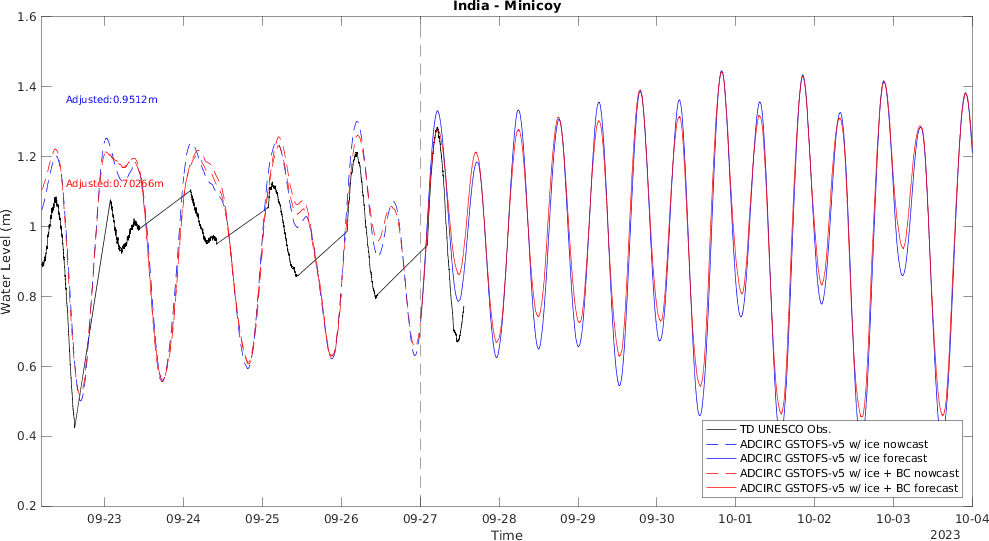 India - Minicoy
1.6
1.4
1.2
1
0.8
0.6
0.4
0.2
Water Level (m)
Adjusted:0.9512m
Adjusted:0.70266m
TD UNESCO Obs.
ADCIRC GSTOFS-v5 w/ ice nowcast
ADCIRC GSTOFS-v5 w/ ice forecast
ADCIRC GSTOFS-v5 w/ ice + BC nowcast
ADCIRC GSTOFS-v5 w/ ice + BC forecast
09-23 09-24 09-25 09-26 09-27 09-28 09-29 09-30 10-01 10-02 10-03 10-04
Time
2023